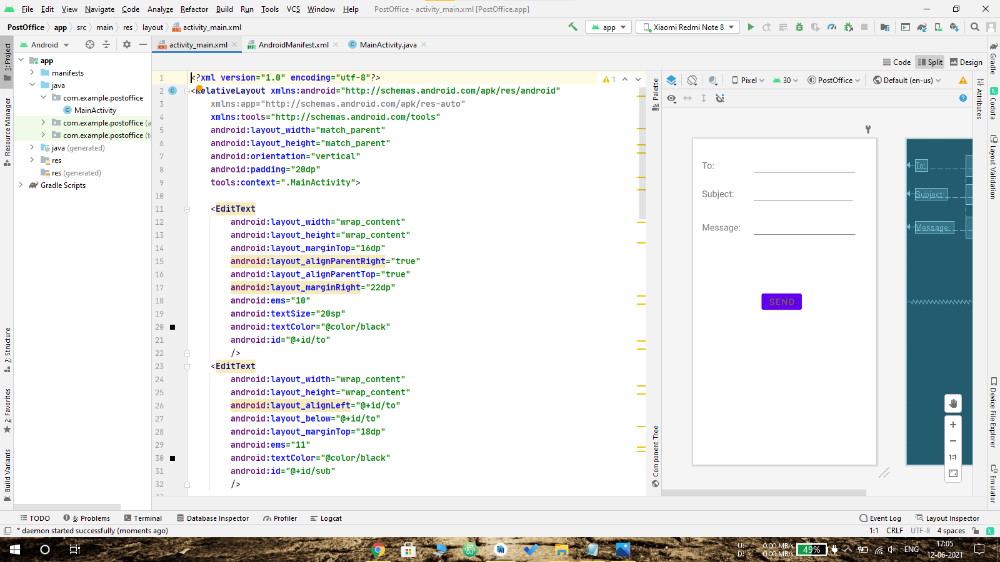 File Edit View Navigate Code Analyze Refactor Build Run Tools VCS Window Help PostOffice - activity_main.xml [PostOffice.app]
PostOffice app src main res layout activity_main.xml
app Xiaomi Redmi Note 8
Android
activity_main.xml AndroidManifest.xml MainActivity.java
Code Split Design
1: Project
Resource Manager
7: Structure
2: Favorites
Build Variants
app
manifests
java
com.example.postoffice
MainActivity
com.example.postoffice (a
com.example.postoffice (t
java (generated)
res
res (generated)
Gradle Scripts
1 <?xml version="1.0" encoding="utf-8"?>
2 <RelativeLayout xmlns:android="http://schemas.android.com/apk/res/android"
3 xmlns:app="http://schemas.android.com/apk/res-auto"
4 xmlns:tools="http://schemas.android.com/tools"
5 android:layout_width="match_parent"
6 android:layout_height="match_parent"
7 android:orientation="vertical"
8 android:padding="20dp"
9 tools:context=".MainActivity">
10
11 <EditText
12 android:layout_width="wrap_content"
13 android:layout_height="wrap_content"
14 android:layout_marginTop="16dp"
15 android:layout_alignParentRight="true"
16 android:layout_alignParentTop="true"
17 android:layout_marginRight="22dp"
18 android:ems="10"
19 android:textSize="20sp"
20 android:textColor="@color/black"
21 android:id="@+id/to"
22 />
23 <EditText
24 android:layout_width="wrap_content"
25 android:layout_height="wrap_content"
26 android:layout_alignLeft="@+id/to"
27 android:layout_below="@+id/to"
28 android:layout_marginTop="18dp"
29 android:ems="11"
30 android:textColor="@color/black"
31 android:id="@+id/sub"
32 />
1
Palette
Component Tree
Pixel 30 PostOffice Default (en-us)
To:
Subject:
Message:
SEND
To:
Subject:
Message:
1:1
Gradle
Attributes
Codota
Layout Validation
Device File Explorer
Emulator
TODO 6: Problems Terminal Database Inspector Profiler Logcat Event Log Layout Inspector
* daemon started successfully (moments ago) 1:1 CRLF UTF-8 4 spaces
U: 0.00 MB/s
D: 0.00 MB/s
49%
ENG
17:05
12-06-2021